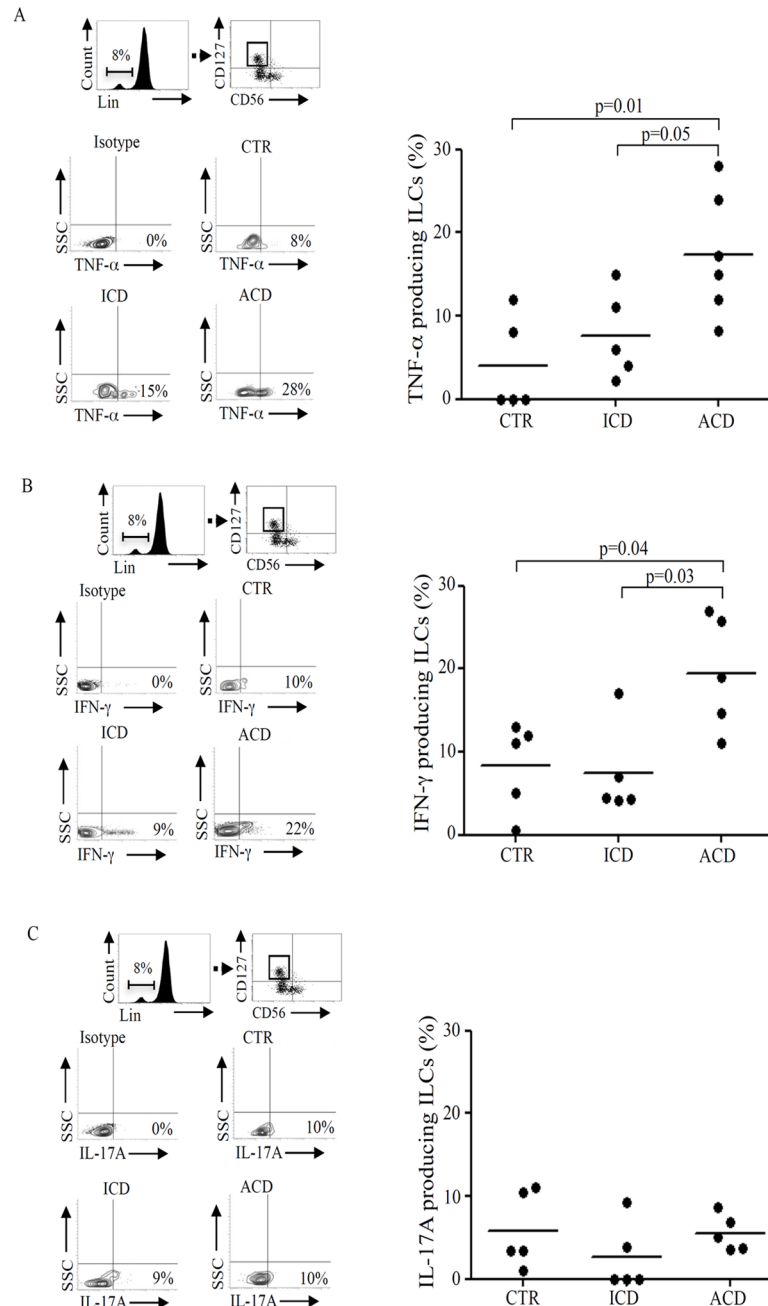 A
Count
8%
Lin
CD127
CD56
Isotype
CTR
SSC
0%
TNF-α
SSC
8%
TNF-α
ICD
ACD
SSC
15%
TNF-α
SSC
28%
TNF-α
p=0.01
p=0.05
TNF-α producing ILCs (%)
30
20
10
0
CTR
ICD
ACD
B
Count
8%
Lin
CD127
CD56
Isotype
CTR
SSC
0%
IFN-γ
SSC
10%
IFN-γ
ICD
ACD
SSC
9%
IFN-γ
SSC
22%
IFN-γ
p=0.04
p=0.03
IFN-γ producing ILCs (%)
30
20
10
0
CTR
ICD
ACD
C
Count
8%
Lin
CD127
CD56
Isotype
CTR
SSC
0%
IL-17A
SSC
10%
IL-17A
ICD
ACD
SSC
9%
IL-17A
SSC
10%
IL-17A
IL-17A producing ILCs (%)
30
20
10
0
CTR
ICD
ACD